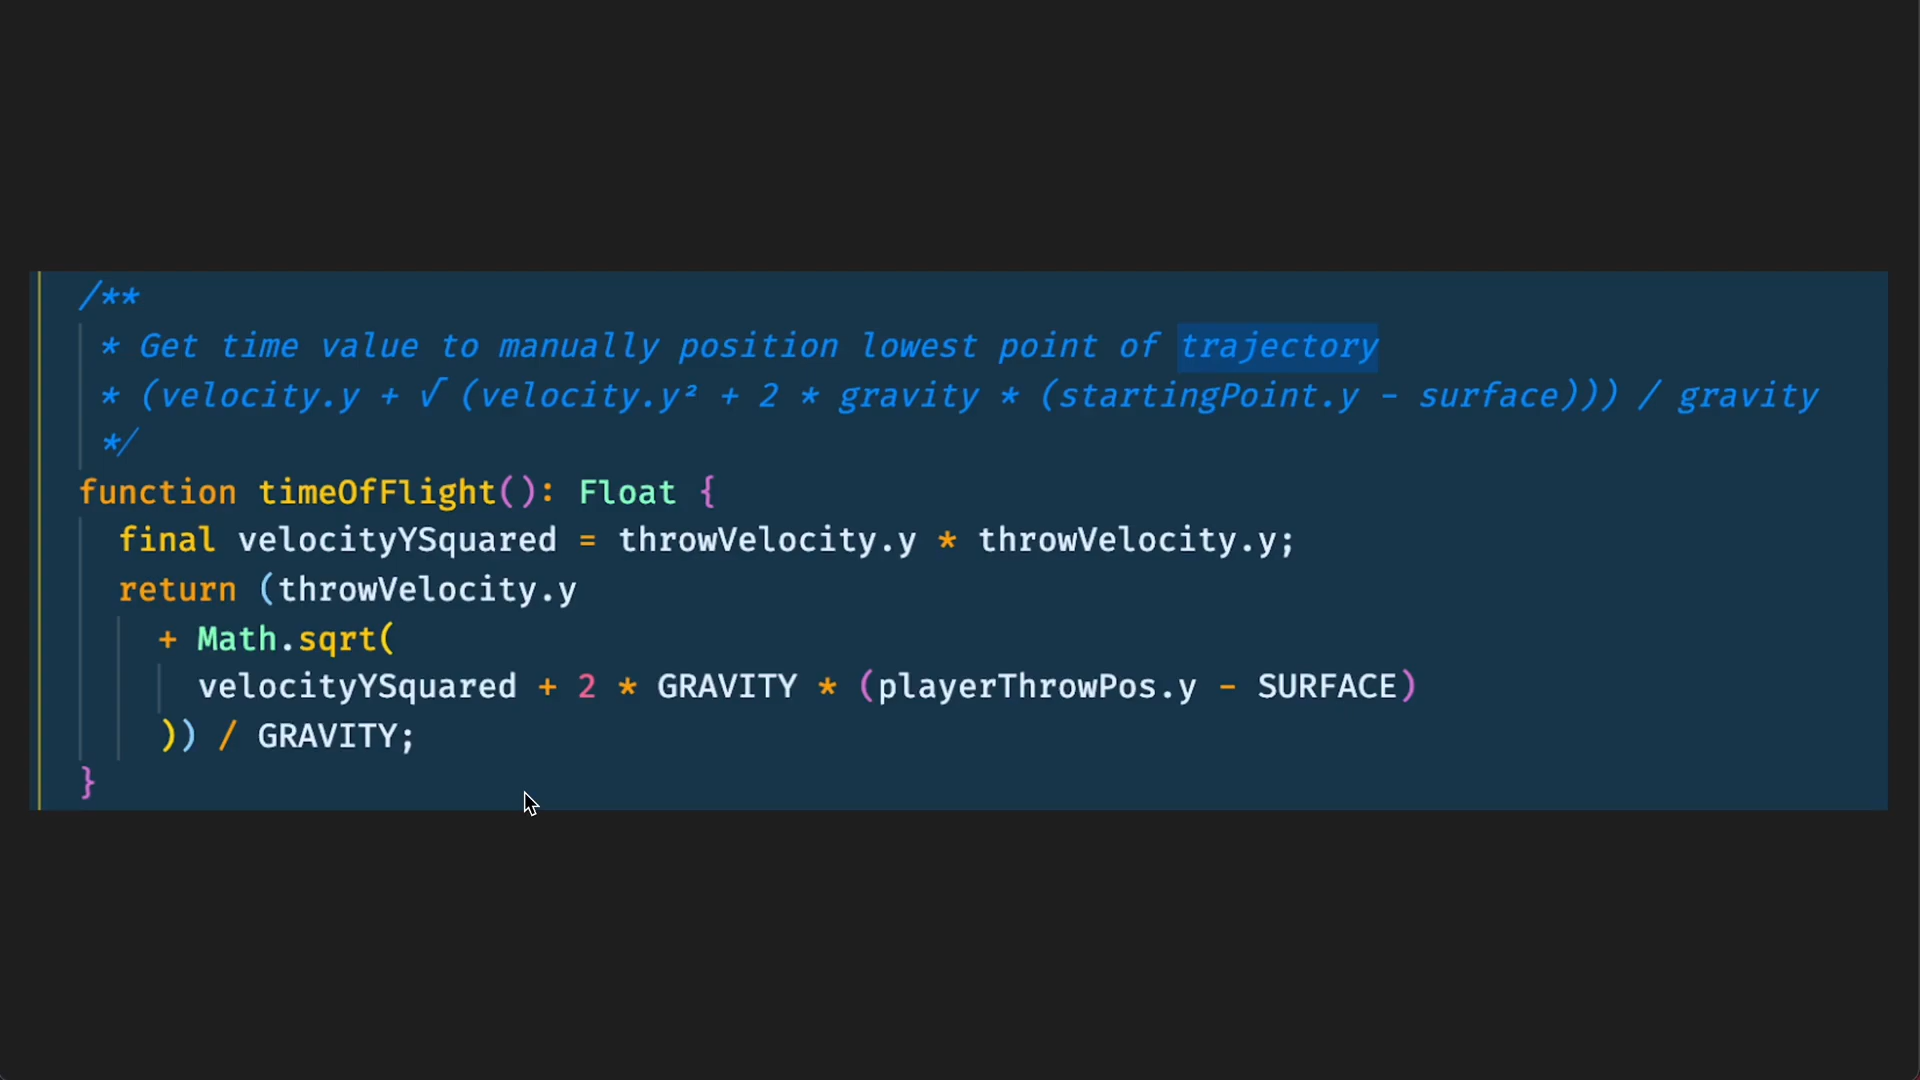 /**
* Get time value to manually position lowest point of trajectory
* (velocity.y + √ (velocity.y² + 2 * gravity * (startingPoint.y - surface))) / gravity
*/
function timeOfFlight(): Float {
final velocityYSquared = throwVelocity.y * throwVelocity.y;
return (throwVelocity.y
+ Math.sqrt(
velocityYSquared + 2 * GRAVITY * (playerThrowPos.y - SURFACE)
)) / GRAVITY;
}